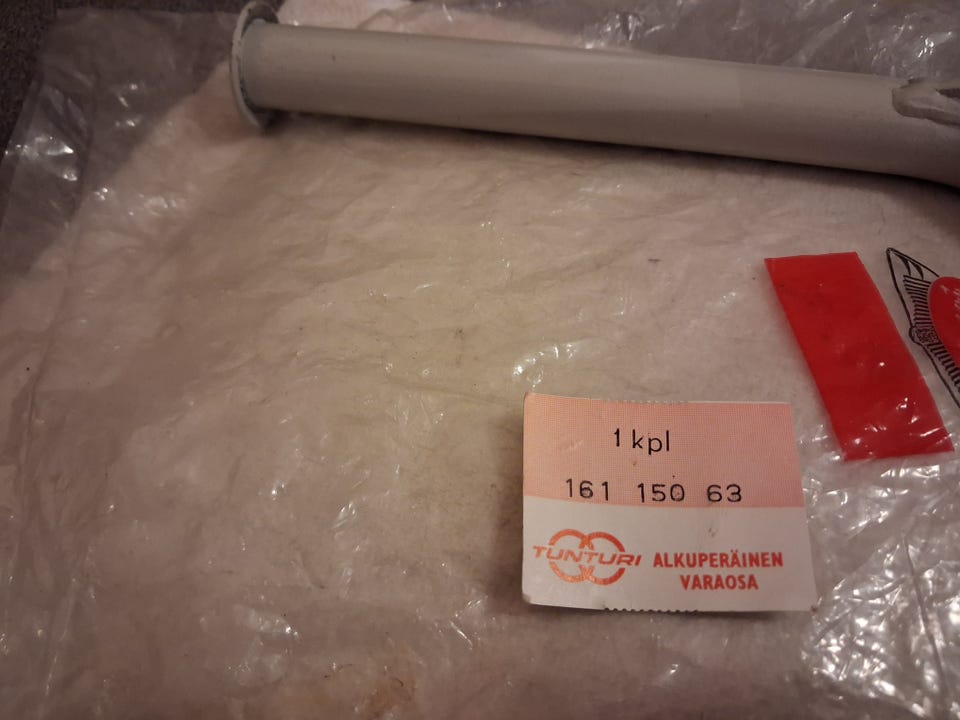 1 kpl
161 150 63
TUNTURI ALKUPERÄINEN
VARAOSA